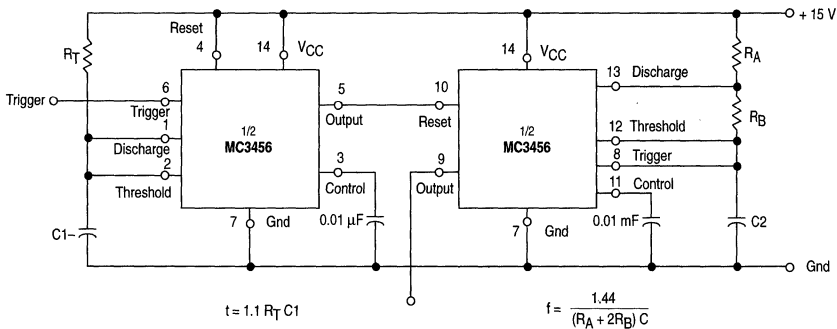 + 15 V
Reset
RT
4
14
VCC
14
VCC
RA
13
Discharge
Trigger
6
Trigger
5
Output
10
Reset
RB
1/2
MC3456
1/2
MC3456
1
Discharge
12
Threshold
2
Threshold
3
Control
9
Output
8
Trigger
11
Control
C1–
7
Gnd
0.01 μF
7
Gnd
0.01 mF
C2
Gnd
t = 1.1 RT C1
f = 1.44
(RA + 2RB) C